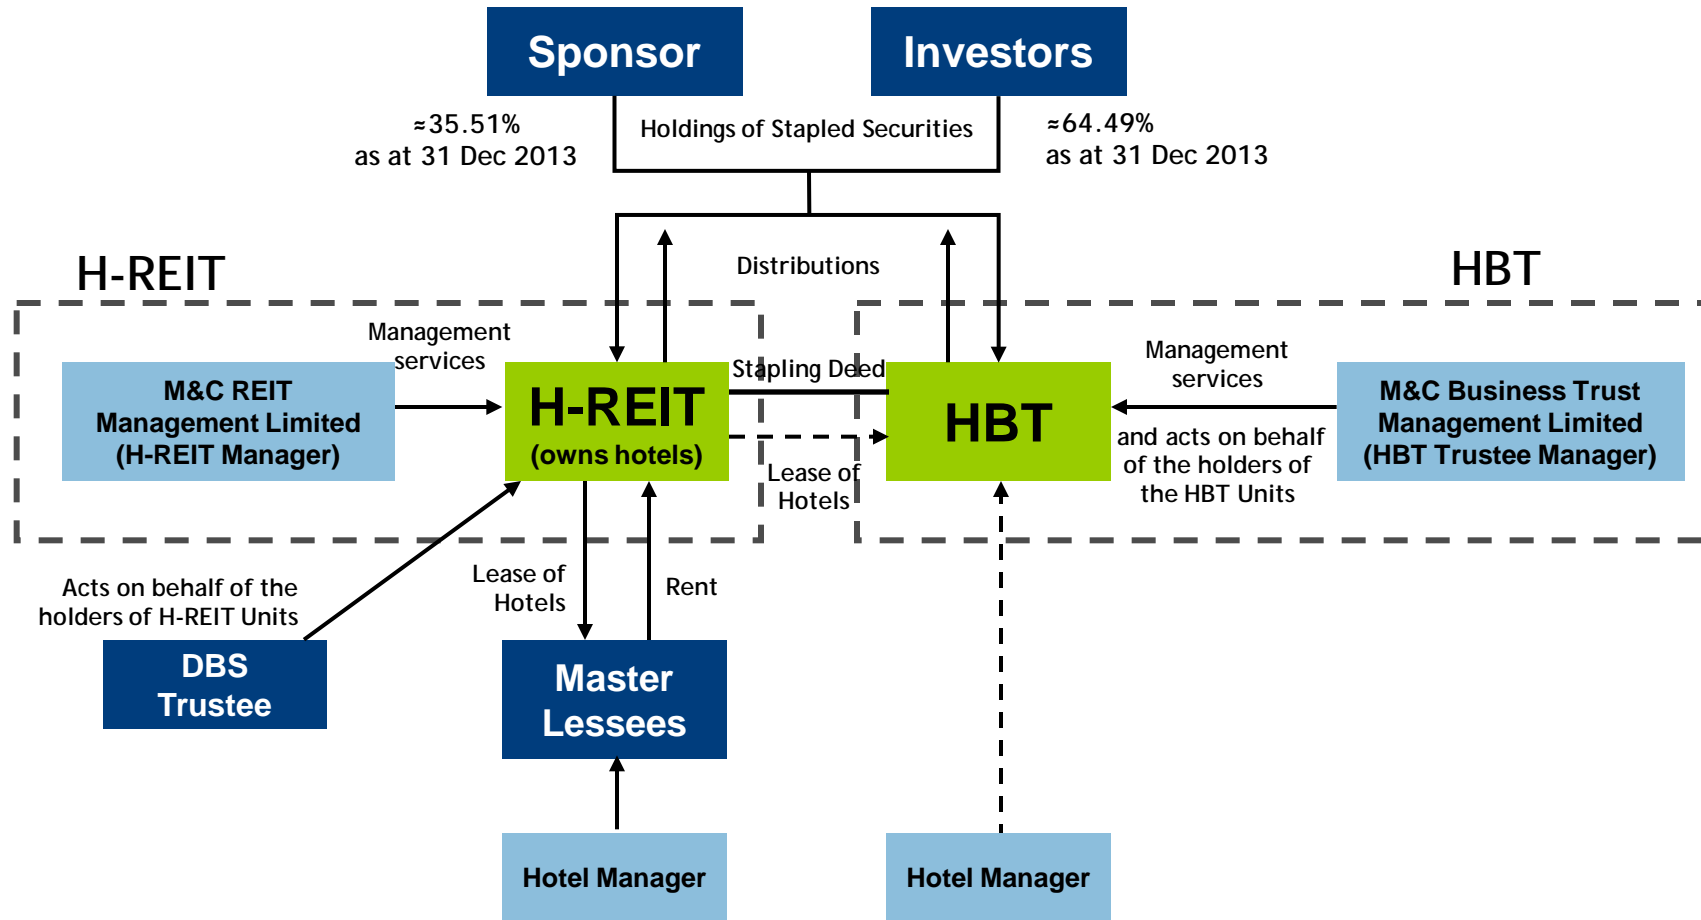 Sponsor
Investors
≈35.51%
as at 31 Dec 2013
Holdings of Stapled Securities
≈64.49%
as at 31 Dec 2013
H-REIT
Distributions
HBT
Management
services
M&C REIT
Management Limited
(H-REIT Manager)
H-REIT
(owns hotels)
Stapling Deed
Lease of
Hotels
HBT
Management
services
and acts on behalf
of the holders of
the HBT Units
M&C Business Trust
Management Limited
(HBT Trustee Manager)
Acts on behalf of the
holders of H-REIT Units
Lease of
Hotels
Rent
DBS
Trustee
Master
Lessees
Hotel Manager
Hotel Manager